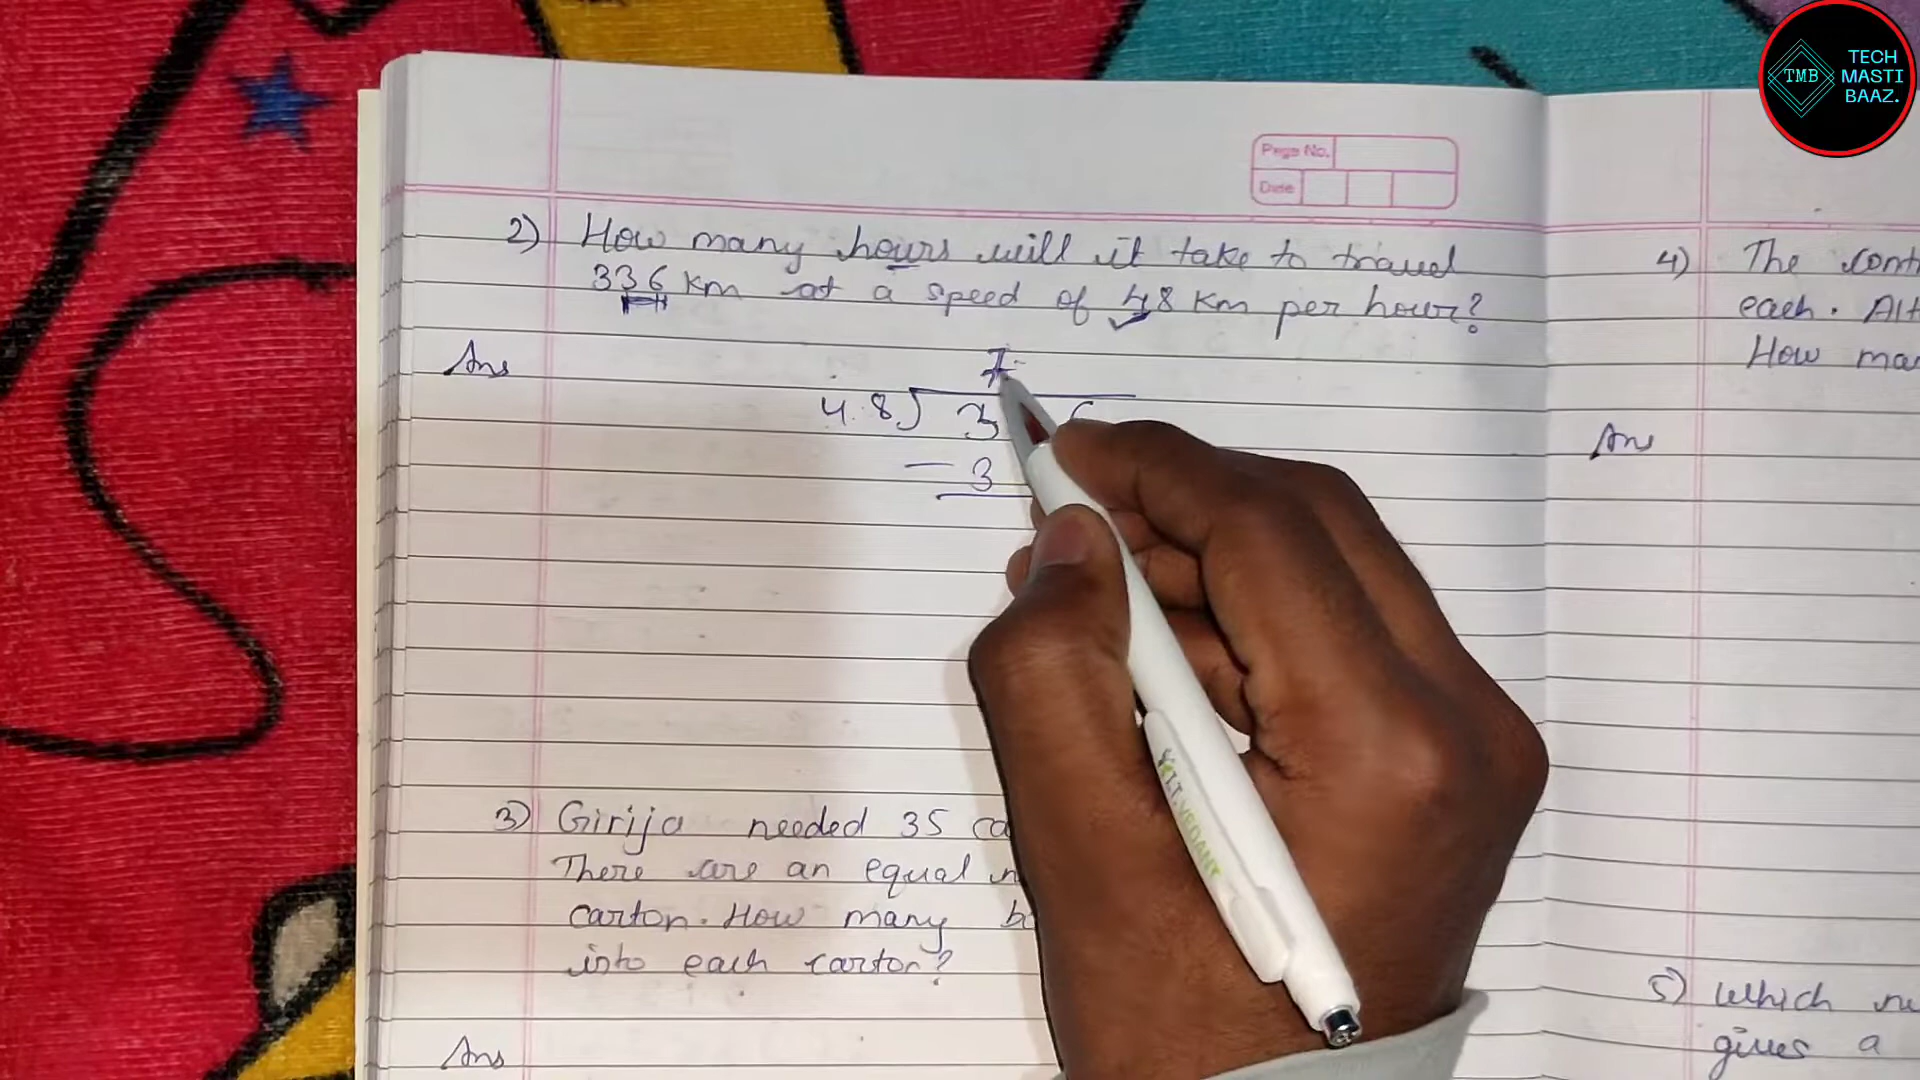 TMB
TECH
MASTI
BAAZ.
Page No.
Date
2) How many hours will it take to travel
336 km at a speed of 48 km per hour?
Ans
7
48) 3 6
- 3
3) Girija needed 35
There are an equal
carton. How many
into each carton?
Ans
4) The
each.
How
Ans
5) Which
gives a
I.T.VEDANT